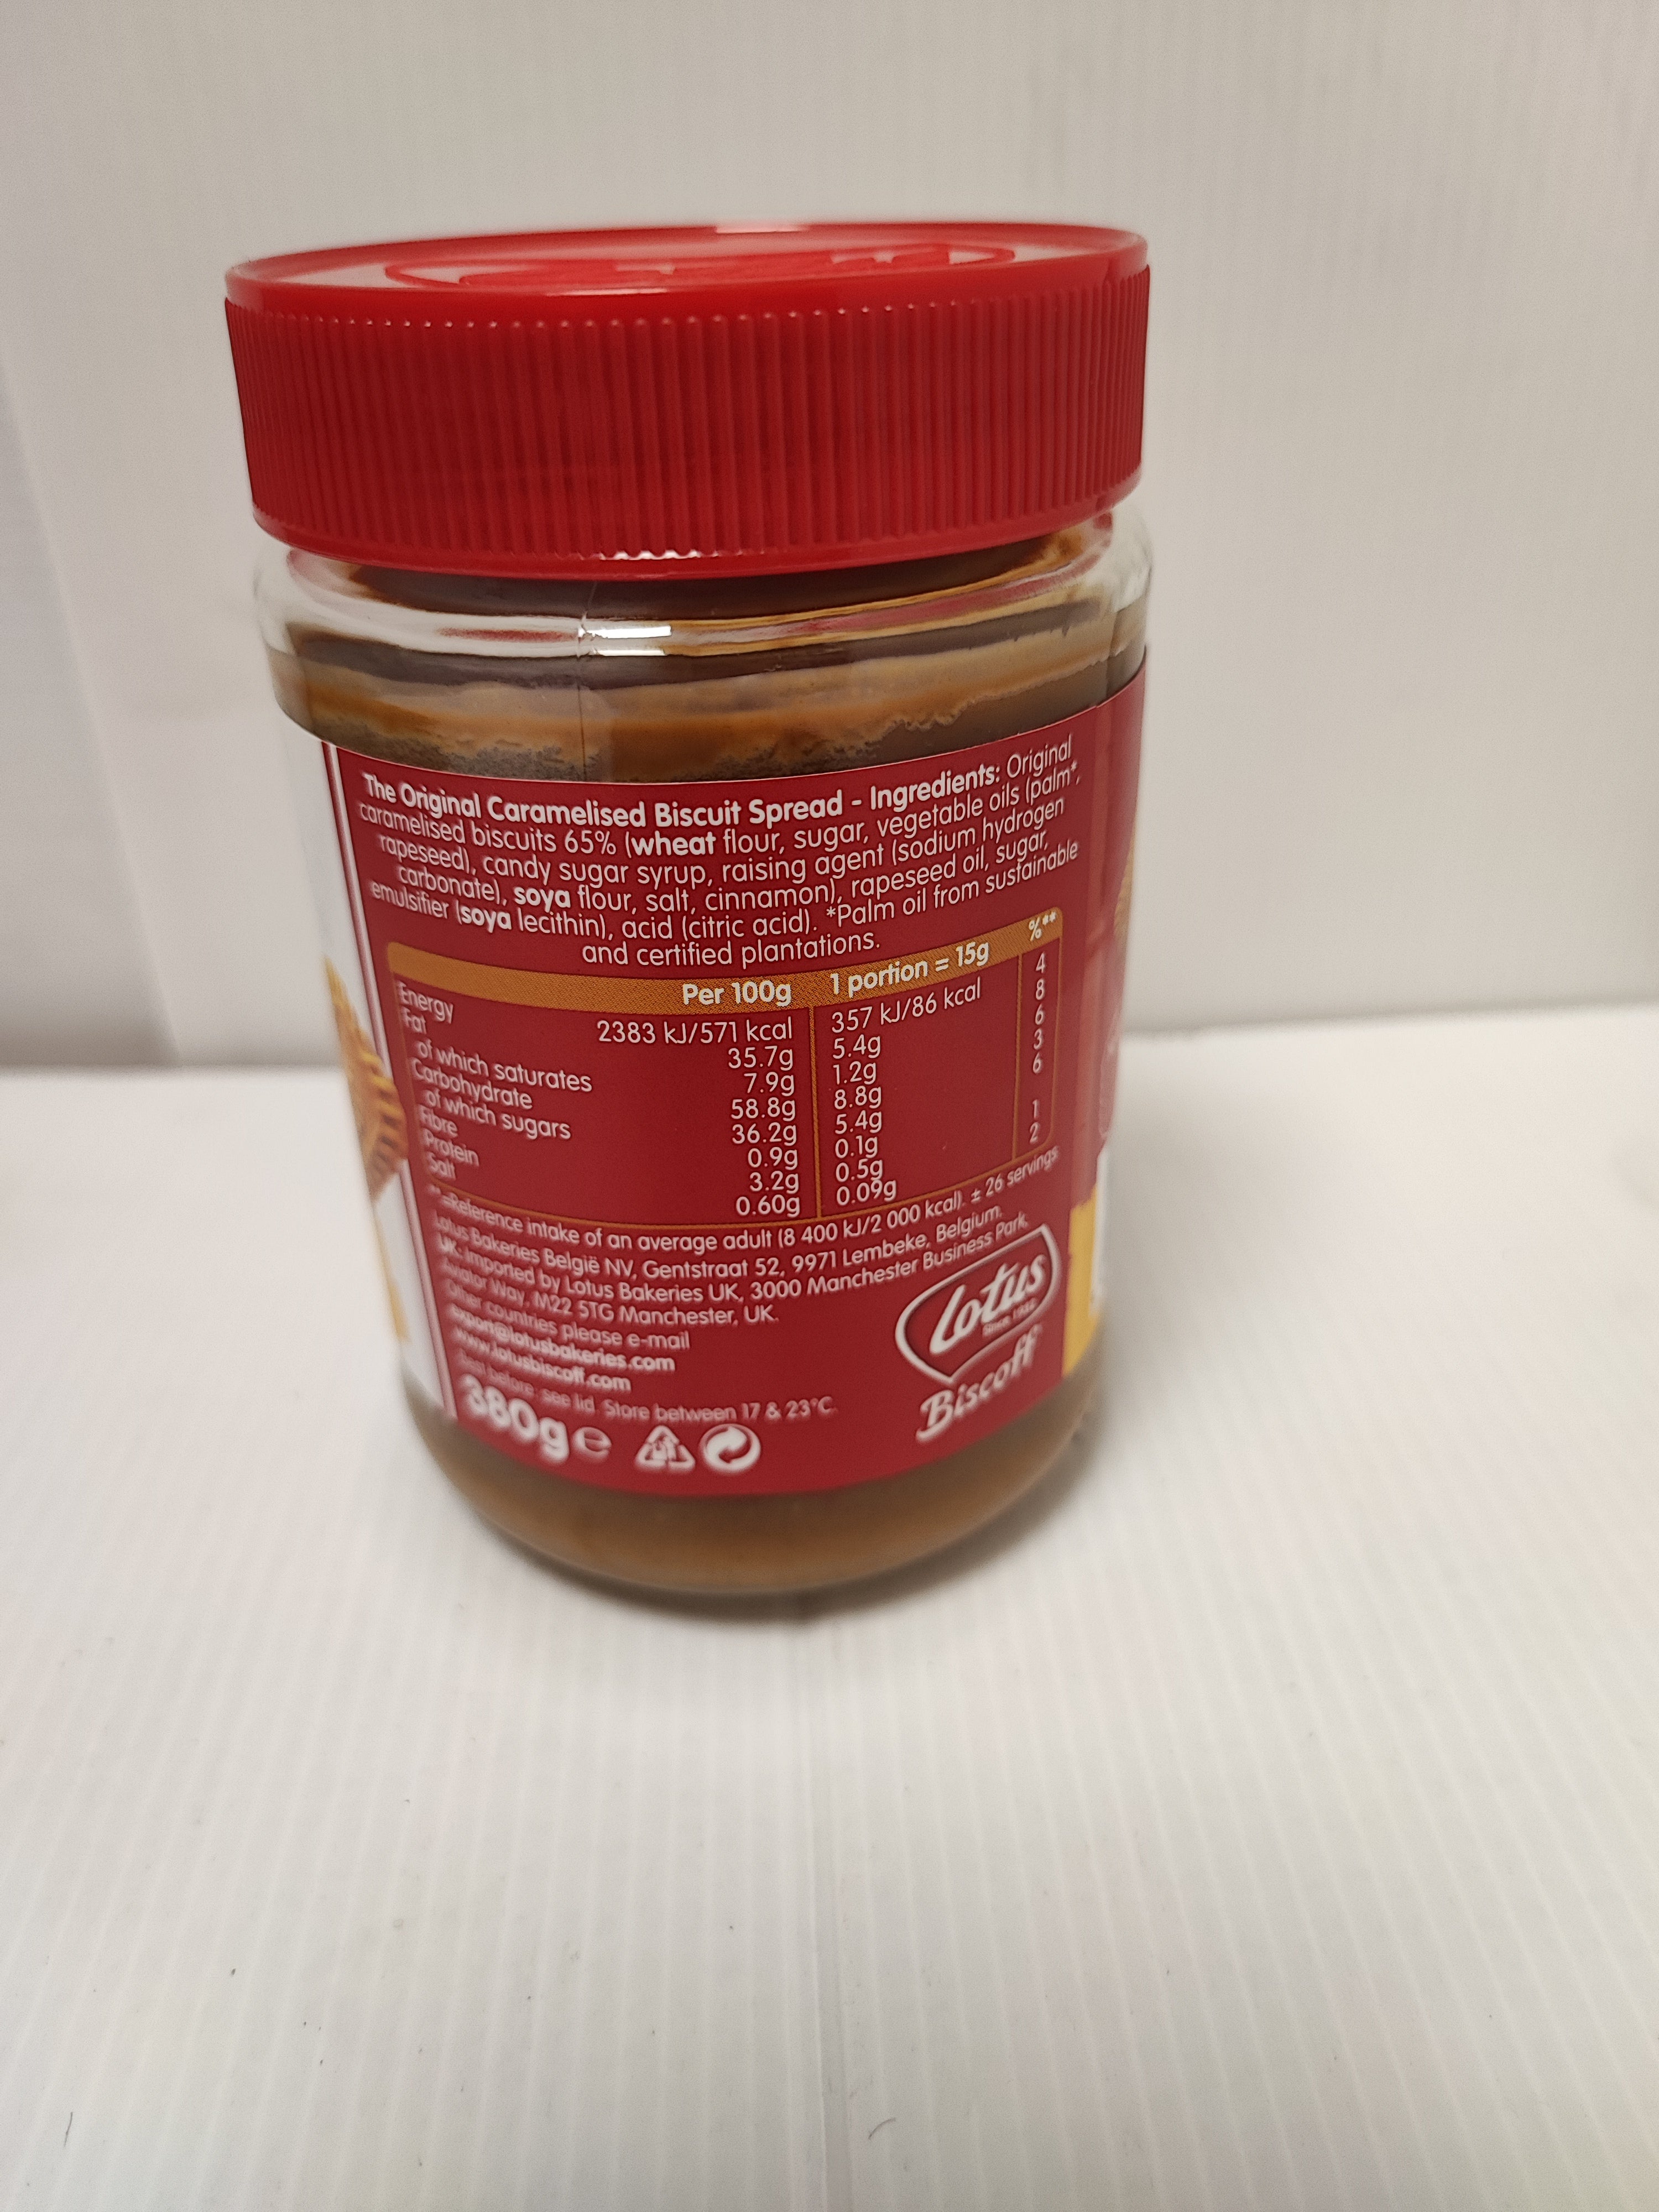 The Original Caramelised Biscuit Spread - Ingredients: Original
caramelised biscuits 65% (wheat flour, sugar, vegetable oils (palm*,
rapeseed), candy sugar syrup, raising agent (sodium hydrogen
carbonate), soya flour, salt, cinnamon), rapeseed oil, sugar,
emulsifier (soya lecithin), acid (citric acid). *Palm oil from sustainable
and certified plantations.
Per 100g 1 portion = 15g %**
Energy 2383 kJ/571 kcal 357 kJ/86 kcal 4
Fat 35.7g 5.4g 8
of which saturates 7.9g 1.2g 6
Carbohydrate 58.8g 8.8g 3
of which sugars 36.2g 5.4g 6
Fibre 0.9g 0.1g
Protein 3.2g 0.5g 1
Salt 0.60g 0.09g 2
**=Reference intake of an average adult (8 400 kJ/2 000 kcal). ± 26 servings
Lotus Bakeries België NV, Gentstraat 52, 9971 Lembeke, Belgium.
UK: Imported by Lotus Bakeries UK, 3000 Manchester Business Park,
Aviator Way, M22 5TG Manchester, UK.
Other countries please e-mail
export@lotusbakeries.com
www.lotusbiscoff.com
Best before: see lid. Store between 17 & 23°C.
380g e
Lotus
Since 1932
Biscoff